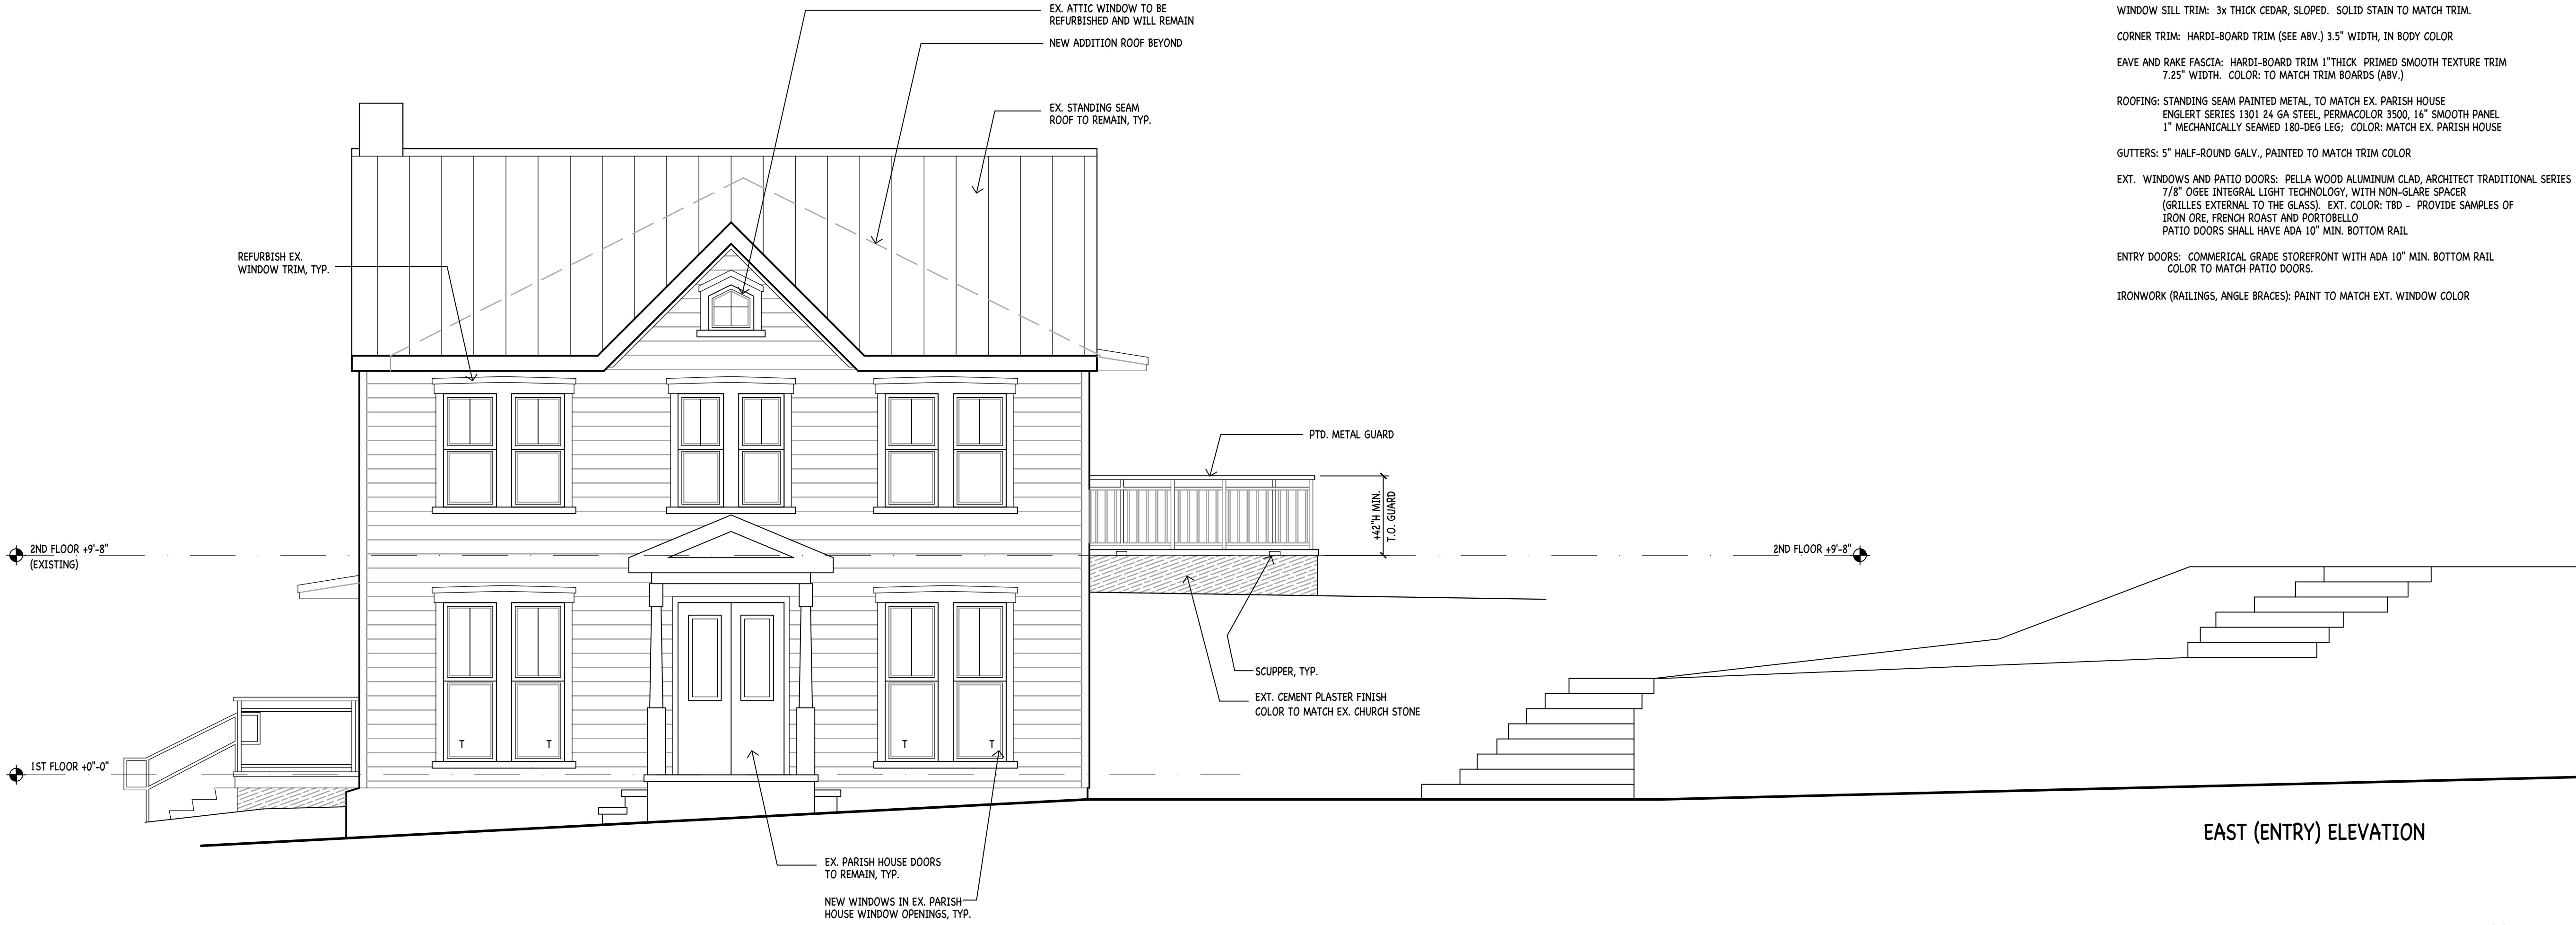 EX. ATTIC WINDOW TO BE
REFURBISHED AND WILL REMAIN
NEW ADDITION ROOF BEYOND
EX. STANDING SEAM
ROOF TO REMAIN, TYP.
REFURBISH EX.
WINDOW TRIM, TYP.
PTD. METAL GUARD
+42"H MIN.
T.O. GUARD
2ND FLOOR +9'-8"
(EXISTING)
2ND FLOOR +9'-8"
SCUPPER, TYP.
EXT. CEMENT PLASTER FINISH
COLOR TO MATCH EX. CHURCH STONE
T T T T
1ST FLOOR +0"-0"
EX. PARISH HOUSE DOORS
TO REMAIN, TYP.
NEW WINDOWS IN EX. PARISH
HOUSE WINDOW OPENINGS, TYP.
WINDOW SILL TRIM: 3x THICK CEDAR, SLOPED. SOLID STAIN TO MATCH TRIM.
CORNER TRIM: HARDI-BOARD TRIM (SEE ABV.) 3.5" WIDTH, IN BODY COLOR
EAVE AND RAKE FASCIA: HARDI-BOARD TRIM 1"THICK PRIMED SMOOTH TEXTURE TRIM
7.25" WIDTH. COLOR: TO MATCH TRIM BOARDS (ABV.)
ROOFING: STANDING SEAM PAINTED METAL, TO MATCH EX. PARISH HOUSE
ENGLERT SERIES 1301 24 GA STEEL, PERMACOLOR 3500, 16" SMOOTH PANEL
1" MECHANICALLY SEAMED 180-DEG LEG; COLOR: MATCH EX. PARISH HOUSE
GUTTERS: 5" HALF-ROUND GALV., PAINTED TO MATCH TRIM COLOR
EXT. WINDOWS AND PATIO DOORS: PELLA WOOD ALUMINUM CLAD, ARCHITECT TRADITIONAL SERIES
7/8" OGEE INTEGRAL LIGHT TECHNOLOGY, WITH NON-GLARE SPACER
(GRILLES EXTERNAL TO THE GLASS). EXT. COLOR: TBD - PROVIDE SAMPLES OF
IRON ORE, FRENCH ROAST AND PORTOBELLO
PATIO DOORS SHALL HAVE ADA 10" MIN. BOTTOM RAIL
ENTRY DOORS: COMMERICAL GRADE STOREFRONT WITH ADA 10" MIN. BOTTOM RAIL
COLOR TO MATCH PATIO DOORS.
IRONWORK (RAILINGS, ANGLE BRACES): PAINT TO MATCH EXT. WINDOW COLOR
EAST (ENTRY) ELEVATION